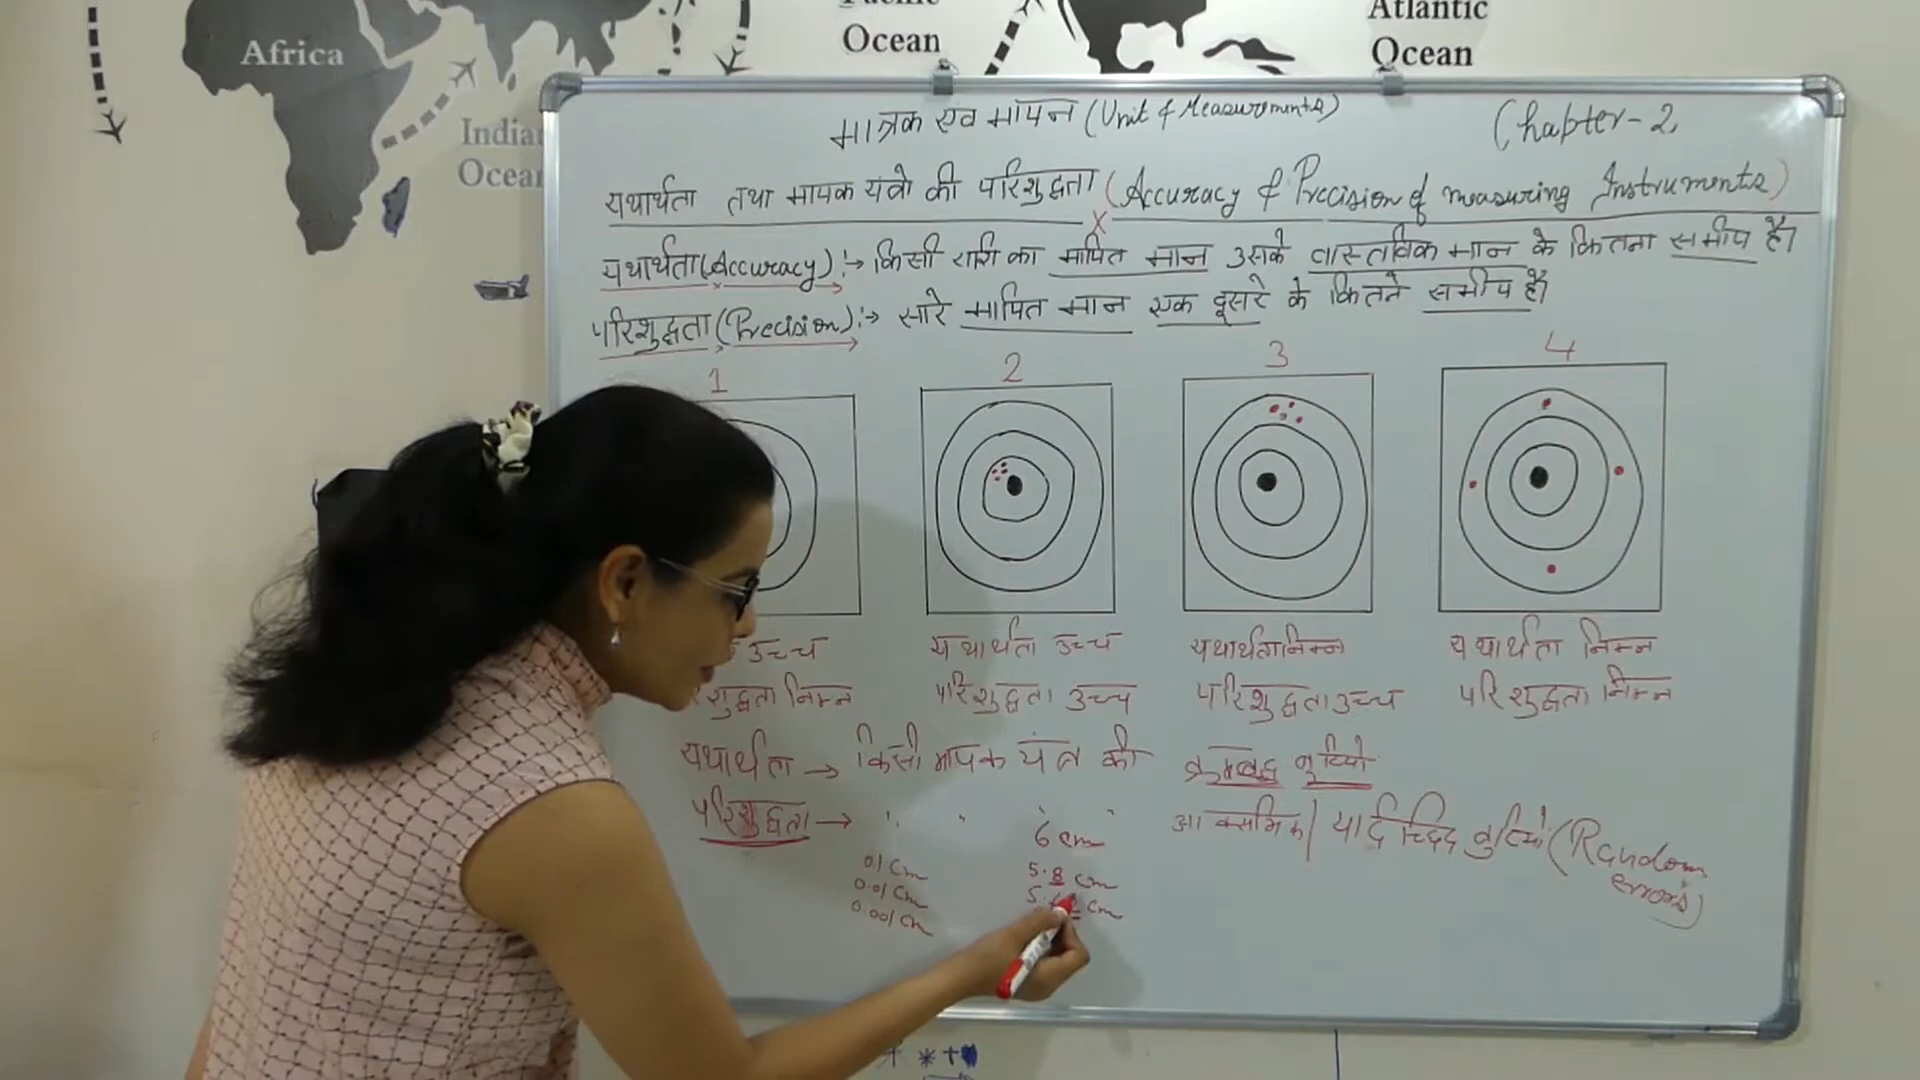 Africa
Indian
Ocean
Pacific
Ocean
Atlantic
Ocean
मात्रक एवं मापन (Unit & Measurements)
Chapter-2
यथार्थता तथा मापक यंत्रो की परिशुद्धता (Accuracy & Precision of measuring Instruments)
यथार्थता (Accuracy) :→ किसी राशि का मापित मान उसके वास्तविक मान के कितना समीप है।
परिशुद्धता (Precision) :→ सारे मापित मान एक दूसरे के कितने समीप है।
1
2
3
4
उच्च
यथार्थता उच्च
यथार्थता निम्न
यथार्थता निम्न
शुद्धता निम्न
परिशुद्धता उच्च
परिशुद्धता उच्च
परिशुद्धता निम्न
यथार्थता → किसी मापक यंत्र की क्रमबद्ध त्रुटियो
परिशुद्धता → " " "
आकस्मिक / यादृच्छिद त्रुटियो (Random errors)
6 cm
0.1 cm
5.8 cm
0.01 cm
cm
0.001 cm